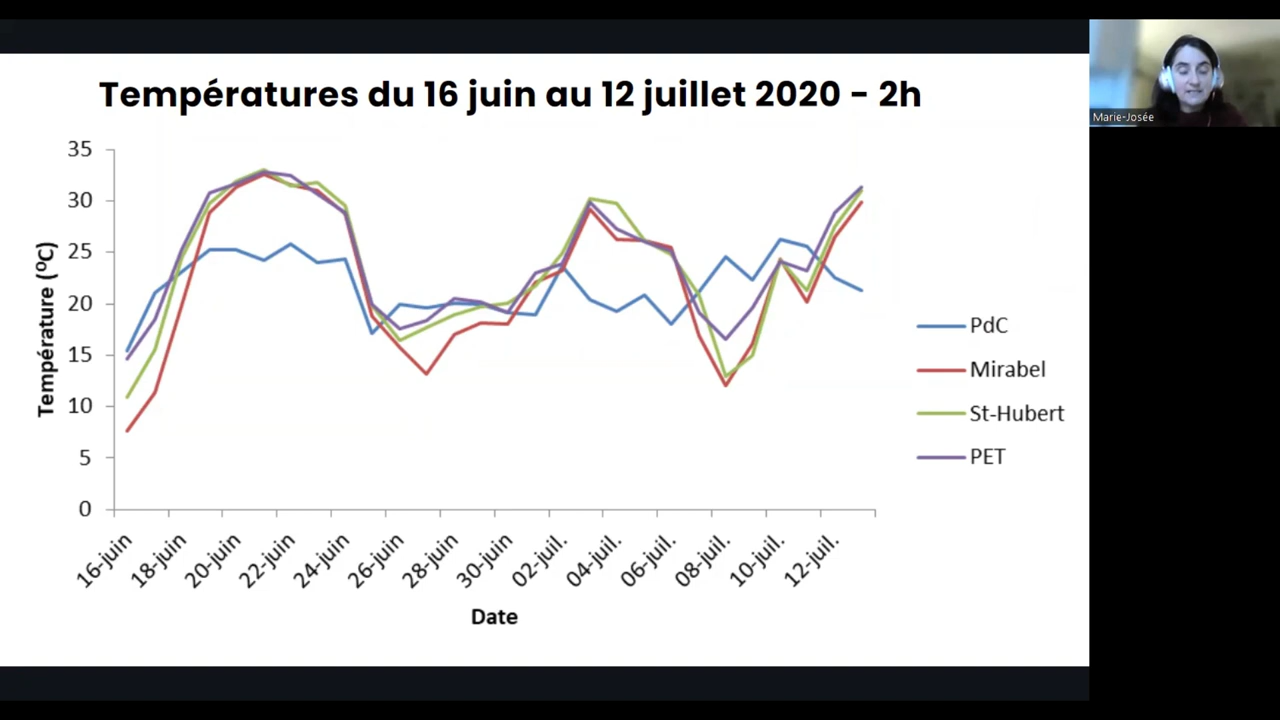 Températures du 16 juin au 12 juillet 2020 - 2h
Marie-Josée
35
30
25
20
15
10
5
0
Température (ºC)
16-juin
18-juin
20-juin
22-juin
24-juin
26-juin
28-juin
30-juin
02-juil.
04-juil.
06-juil.
08-juil.
10-juil.
12-juil.
Date
PdC
Mirabel
St-Hubert
PET